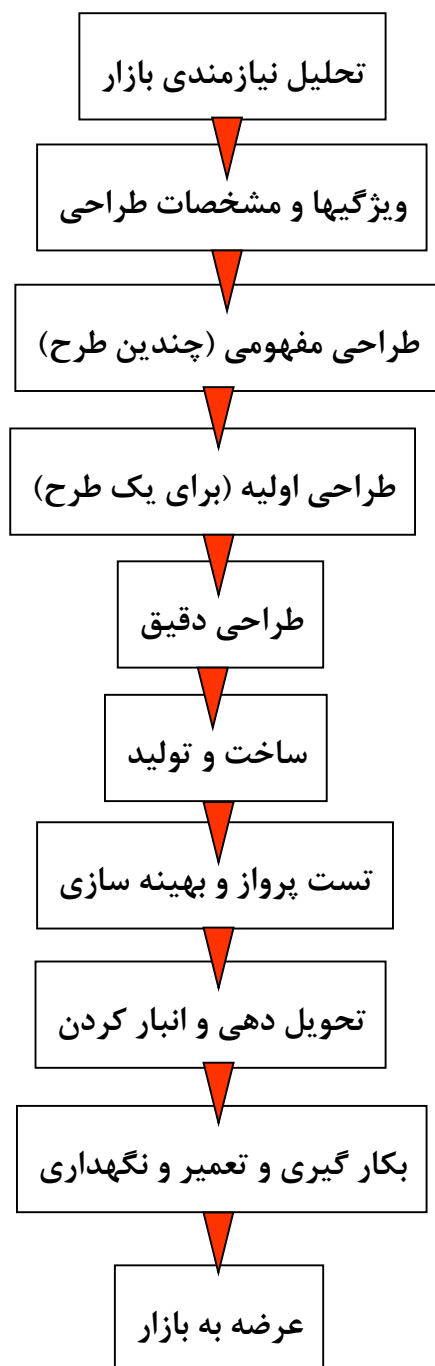 تحلیل نیازمندی بازار
ویژگیها و مشخصات طراحی
طراحی مفهومی (چندین طرح)
طراحی اولیه (برای یک طرح)
طراحی دقیق
ساخت و تولید
تست پرواز و بهینه سازی
تحویل دهی و انبار کردن
بکار گیری و تعمیر و نگهداری
عرضه به بازار